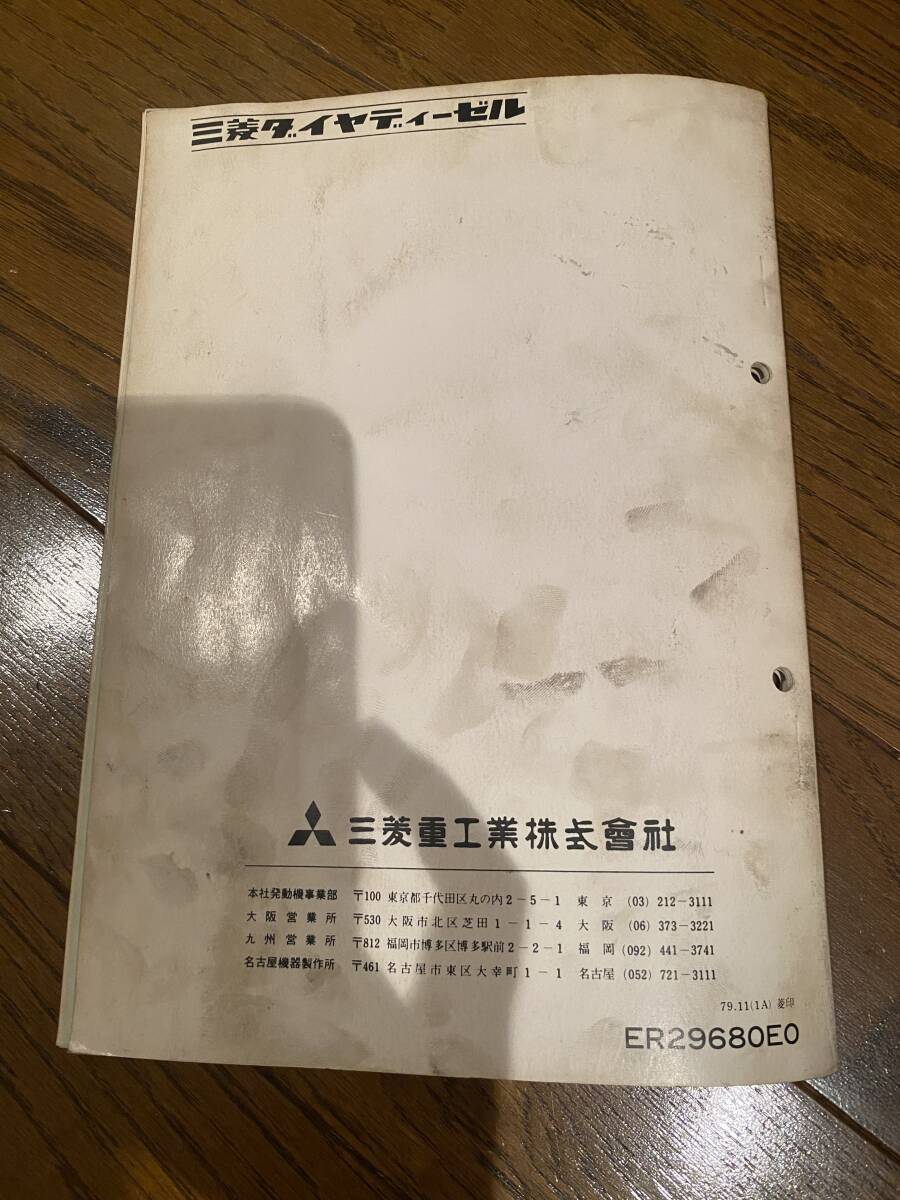 三菱ダイヤディーゼル
三菱重工業株式會社
本社発動機事業部 〒100 東京都千代田区丸の内2-5-1 東京 (03) 212-3111
大阪営業所 〒530 大阪市北区芝田1-1-4 大阪 (06) 373-3221
九州営業所 〒812 福岡市博多区博多駅前2-2-1 福岡 (092) 441-3741
名古屋機器製作所 〒461 名古屋市東区大幸町1-1 名古屋 (052) 721-3111
79.11(1A) 菱印
ER29680E0